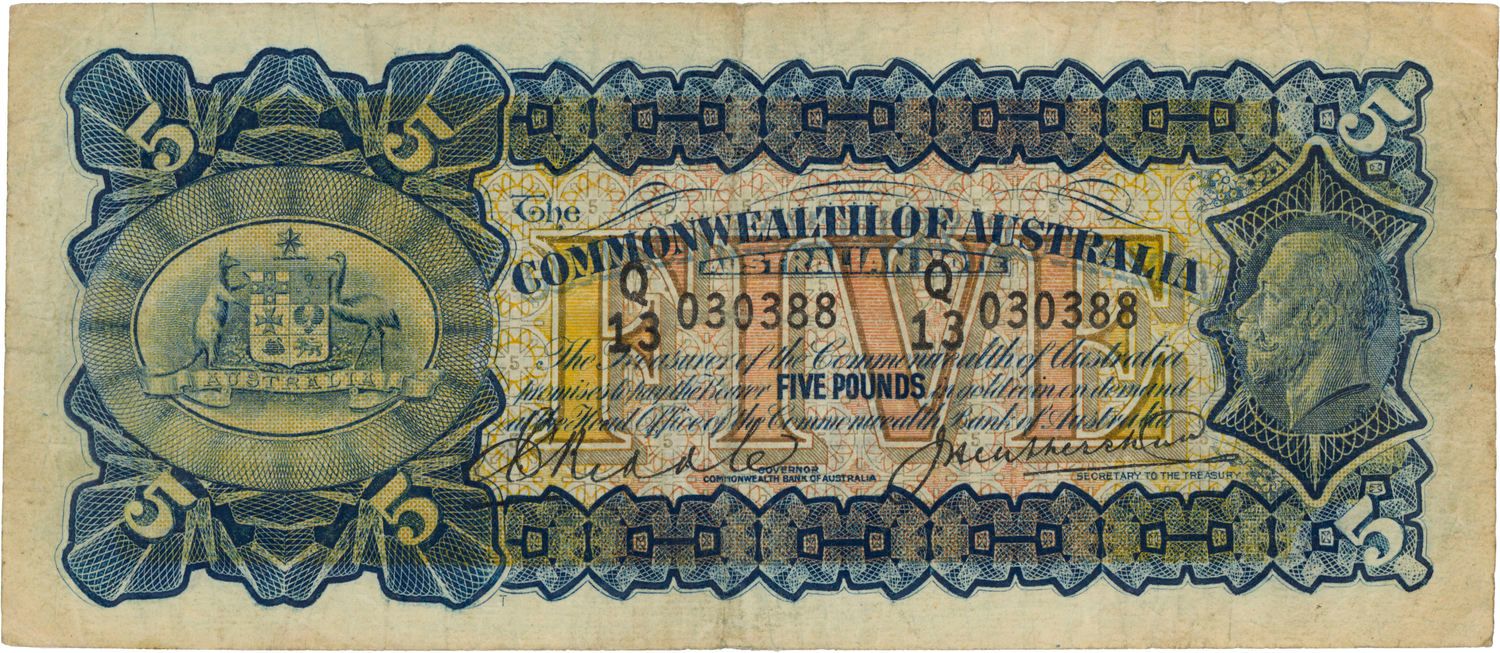 5 5 5
The
COMMONWEALTH OF AUSTRALIA
AUSTRALIAN NOTE
FIVE
Q 13 030388 Q 13 030388
The Treasurer of the Commonwealth of Australia
promises to pay the Bearer FIVE POUNDS in gold coin on demand
at the Head Office of the Commonwealth Bank of Australia
AUSTRALIA
GOVERNOR
COMMONWEALTH BANK OF AUSTRALIA
SECRETARY TO THE TREASURY
5 5 5